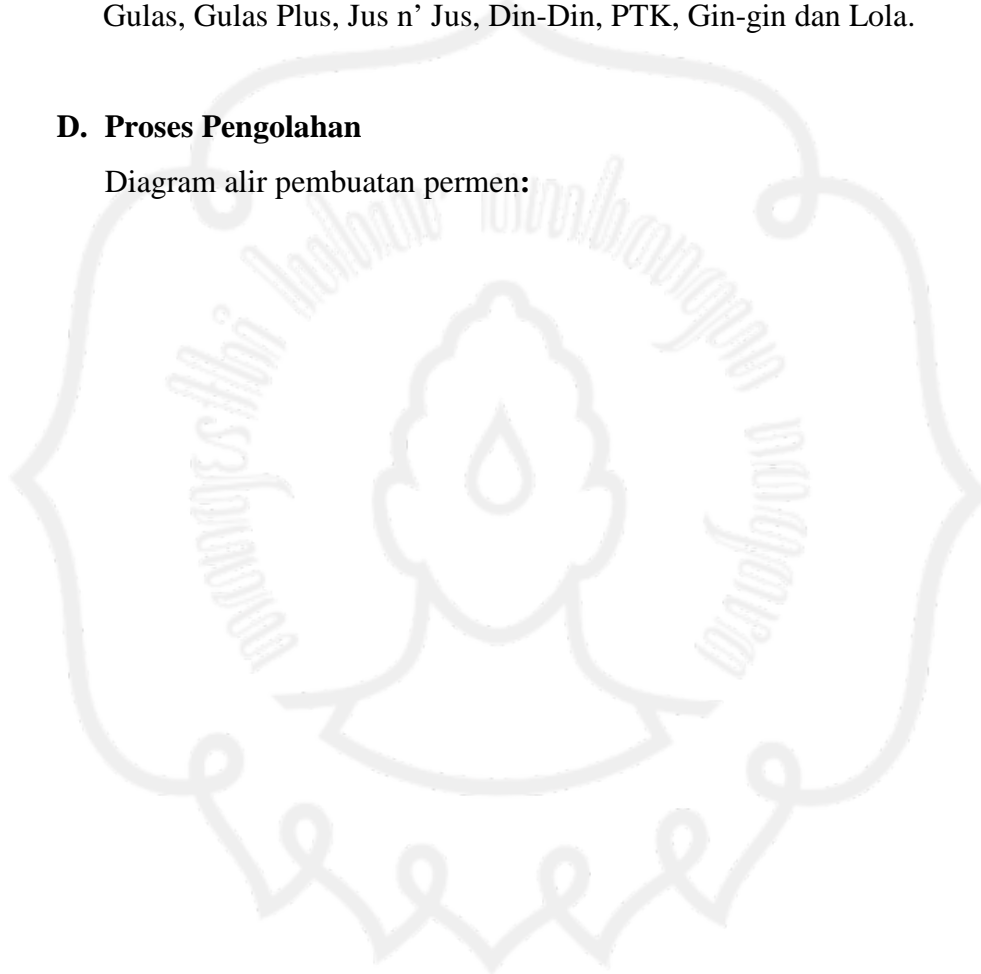 Gulas, Gulas Plus, Jus n’ Jus, Din-Din, PTK, Gin-gin dan Lola.
D. Proses Pengolahan
Diagram alir pembuatan permen: